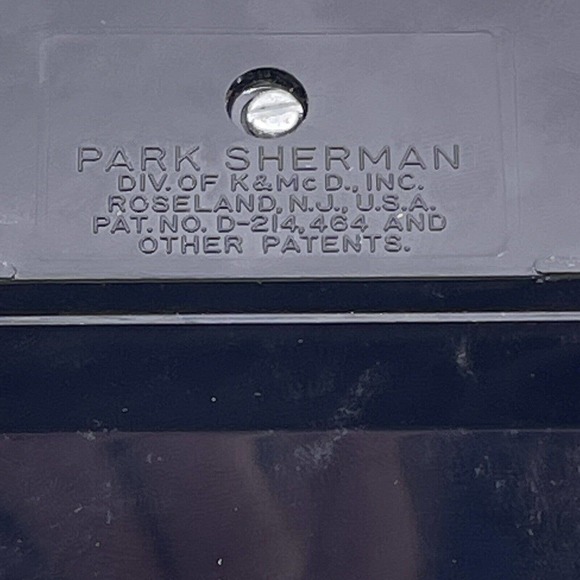 PARK SHERMAN
DIV. OF K&McD., INC.
ROSELAND, N.J., U.S.A.
PAT. NO. D-214,464 AND
OTHER PATENTS.